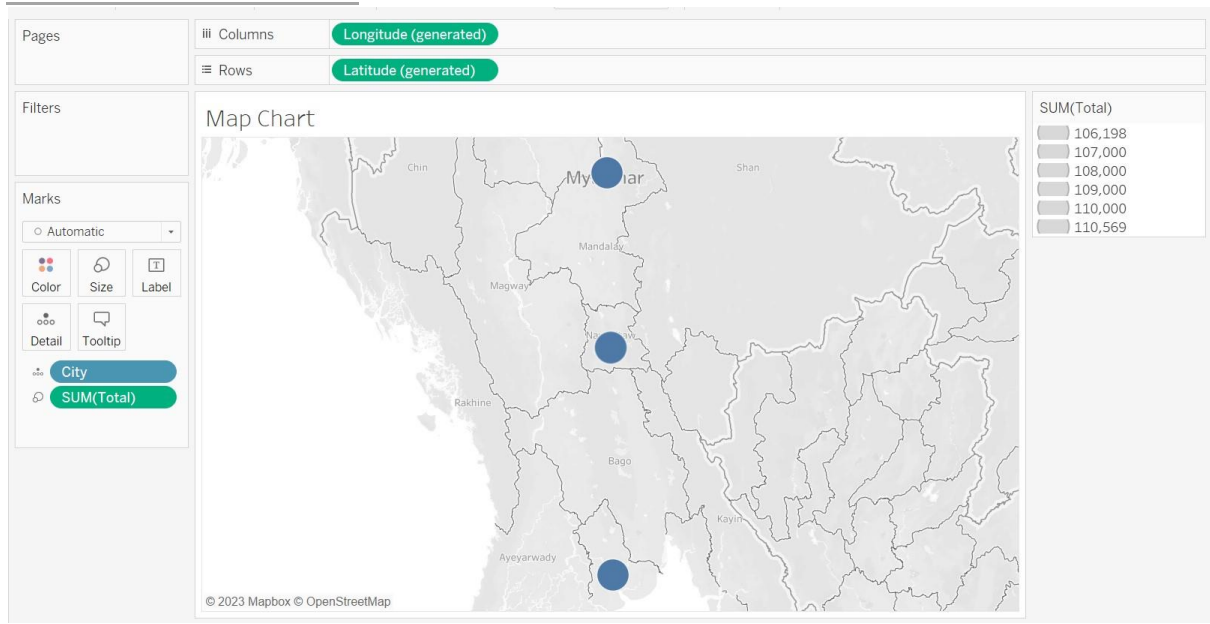 Pages
iii Columns
Longitude (generated)
Rows
Latitude (generated)
Filters
Marks
Automatic
Color
Size
T
Label
Detail
Tooltip
City
SUM(Total)
Map Chart
Chin
Shan
Mandalay
Magway
Rakhine
Bago
Kayin
Ayeyarwady
© 2023 Mapbox © OpenStreetMap
SUM(Total)
106,198
107,000
108,000
109,000
110,000
110,569